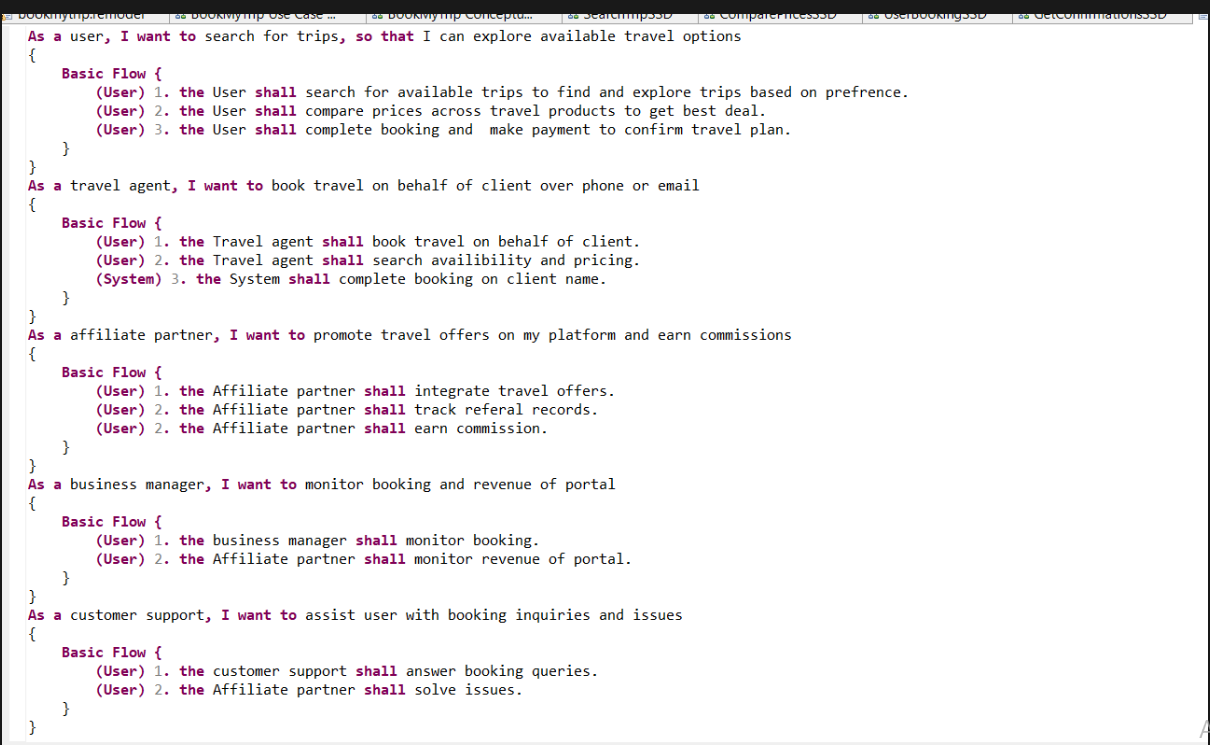 bookmytrip.remodel BookMyTrip Use Case ... BookMyTrip Conceptu... SearchTripSSD ComparePricesSSD UserBookingSSD GetConfirmationsSSD
As a user, I want to search for trips, so that I can explore available travel options
{
Basic Flow {
(User) 1. the User shall search for available trips to find and explore trips based on prefrence.
(User) 2. the User shall compare prices across travel products to get best deal.
(User) 3. the User shall complete booking and  make payment to confirm travel plan.
}
}
As a travel agent, I want to book travel on behalf of client over phone or email
{
Basic Flow {
(User) 1. the Travel agent shall book travel on behalf of client.
(User) 2. the Travel agent shall search availibility and pricing.
(System) 3. the System shall complete booking on client name.
}
}
As a affiliate partner, I want to promote travel offers on my platform and earn commissions
{
Basic Flow {
(User) 1. the Affiliate partner shall integrate travel offers.
(User) 2. the Affiliate partner shall track referal records.
(User) 2. the Affiliate partner shall earn commission.
}
}
As a business manager, I want to monitor booking and revenue of portal
{
Basic Flow {
(User) 1. the business manager shall monitor booking.
(User) 2. the Affiliate partner shall monitor revenue of portal.
}
}
As a customer support, I want to assist user with booking inquiries and issues
{
Basic Flow {
(User) 1. the customer support shall answer booking queries.
(User) 2. the Affiliate partner shall solve issues.
}
}